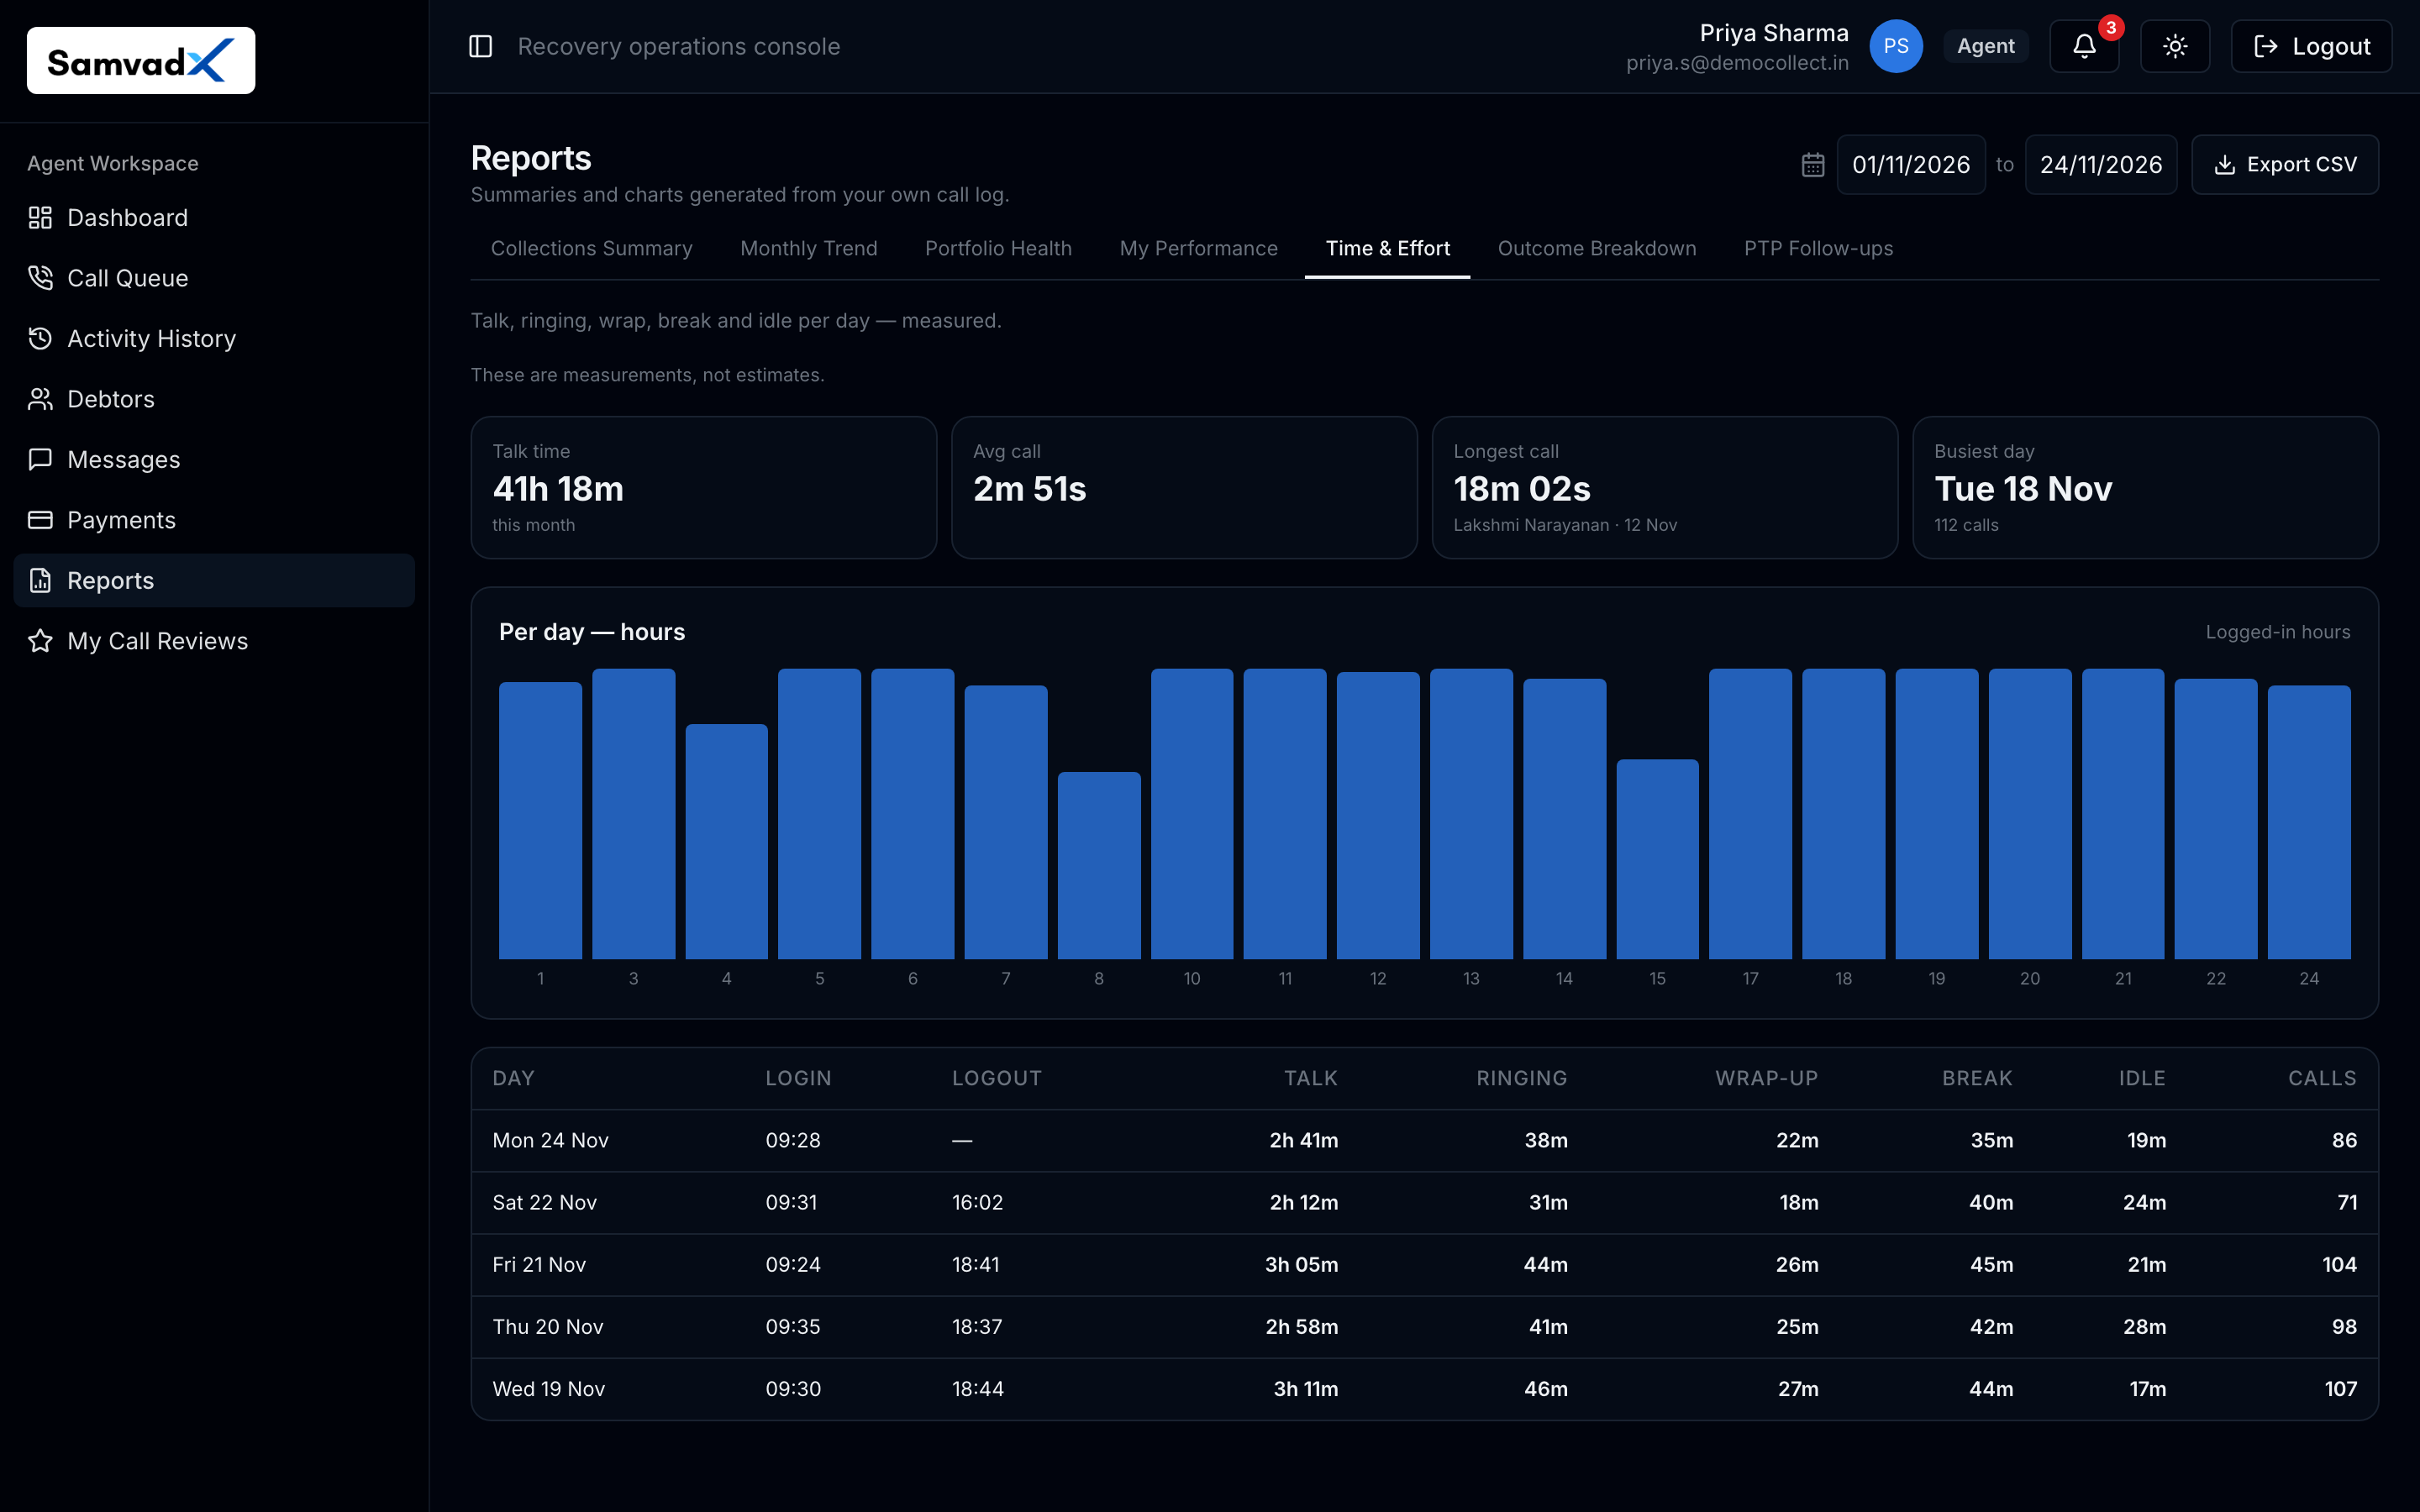 SamvadX
Recovery operations console
Priya Sharma
priya.s@democollect.in
PS
Agent
3
Logout
Agent Workspace
Dashboard
Call Queue
Activity History
Debtors
Messages
Payments
Reports
My Call Reviews
Reports
Summaries and charts generated from your own call log.
01/11/2026 to 24/11/2026
Export CSV
Collections Summary Monthly Trend Portfolio Health My Performance Time & Effort Outcome Breakdown PTP Follow-ups
Talk, ringing, wrap, break and idle per day — measured.
These are measurements, not estimates.
Talk time
41h 18m
this month
Avg call
2m 51s
Longest call
18m 02s
Lakshmi Narayanan · 12 Nov
Busiest day
Tue 18 Nov
112 calls
Per day — hours
Logged-in hours
1 3 4 5 6 7 8 10 11 12 13 14 15 17 18 19 20 21 22 24
DAY LOGIN LOGOUT TALK RINGING WRAP-UP BREAK IDLE CALLS
Mon 24 Nov 09:28 — 2h 41m 38m 22m 35m 19m 86
Sat 22 Nov 09:31 16:02 2h 12m 31m 18m 40m 24m 71
Fri 21 Nov 09:24 18:41 3h 05m 44m 26m 45m 21m 104
Thu 20 Nov 09:35 18:37 2h 58m 41m 25m 42m 28m 98
Wed 19 Nov 09:30 18:44 3h 11m 46m 27m 44m 17m 107